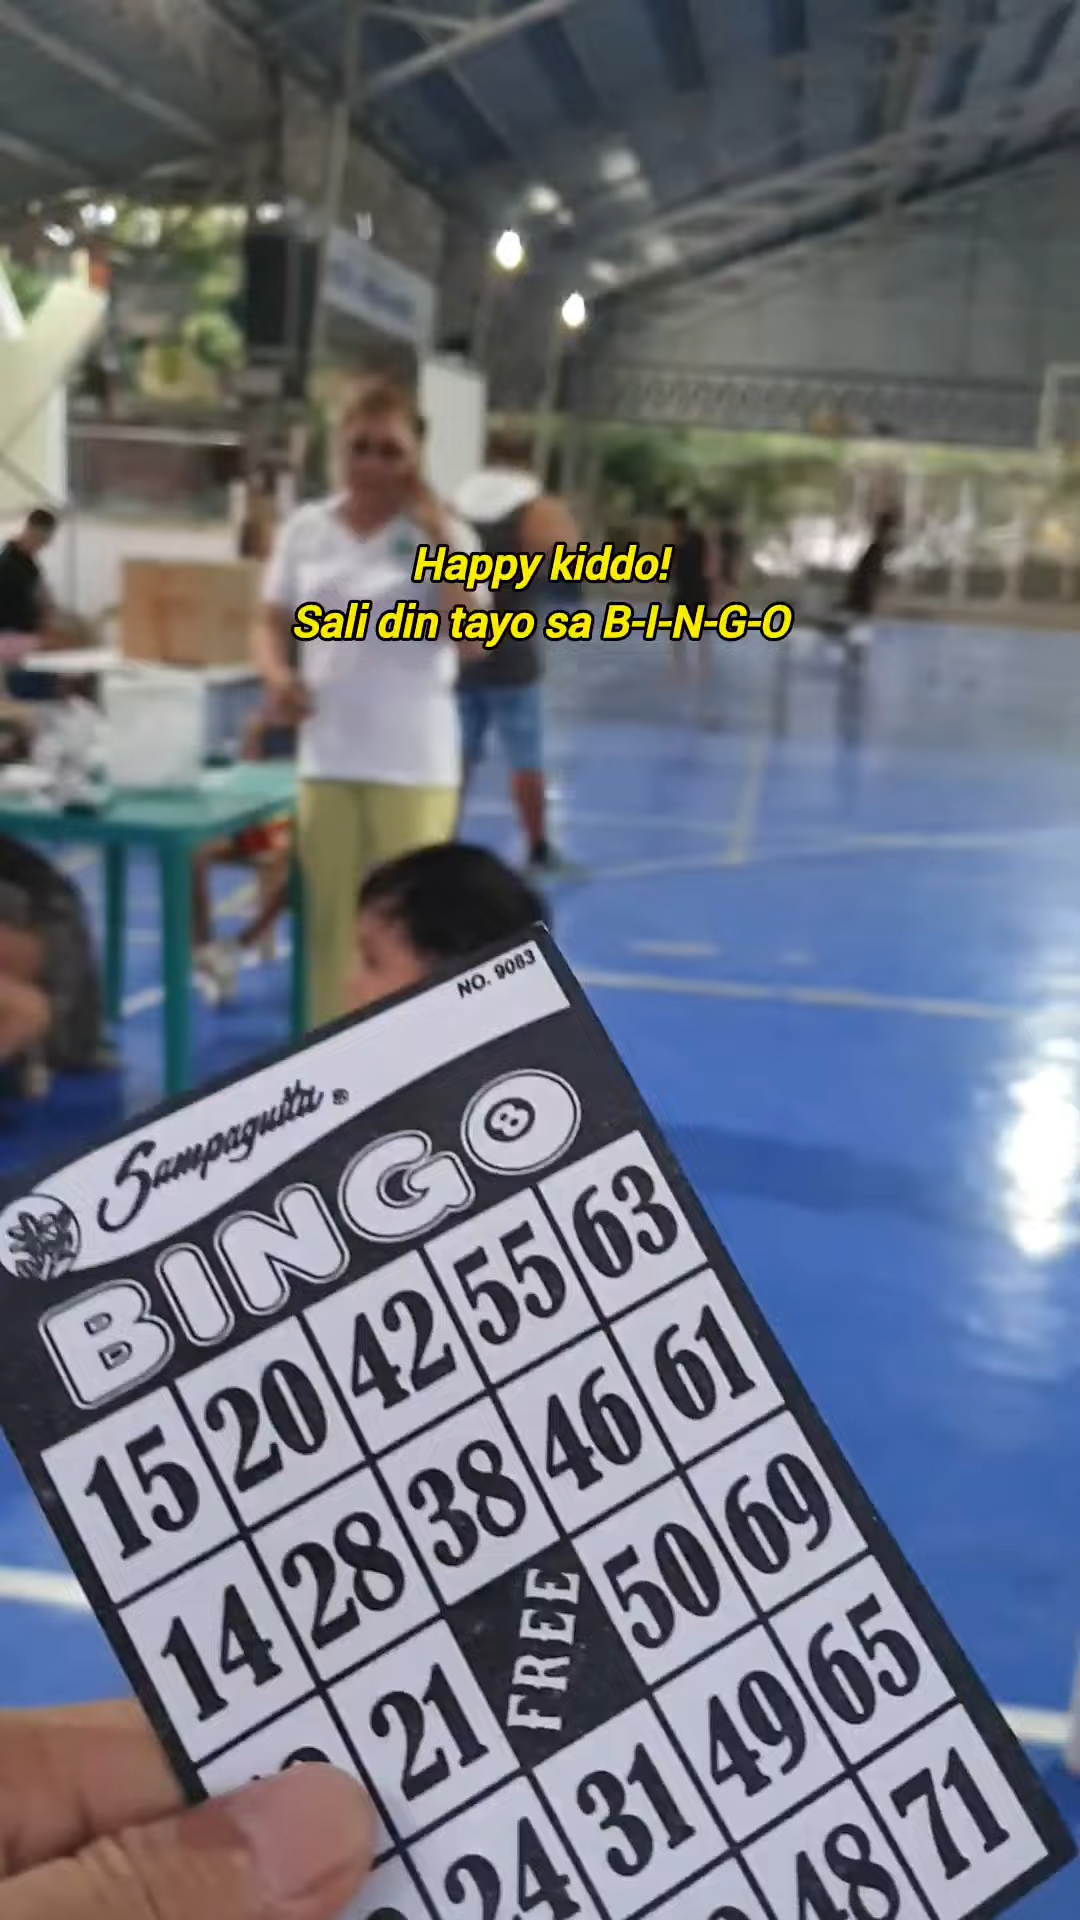 Happy kiddo!
Sali din tayo sa B-I-N-G-O
NO. 9083
Sampaguita ®
BINGO
8
15 20 42 55 63
14 28 38 46 61
21 FREE 50 69
24 31 49 65
48 71